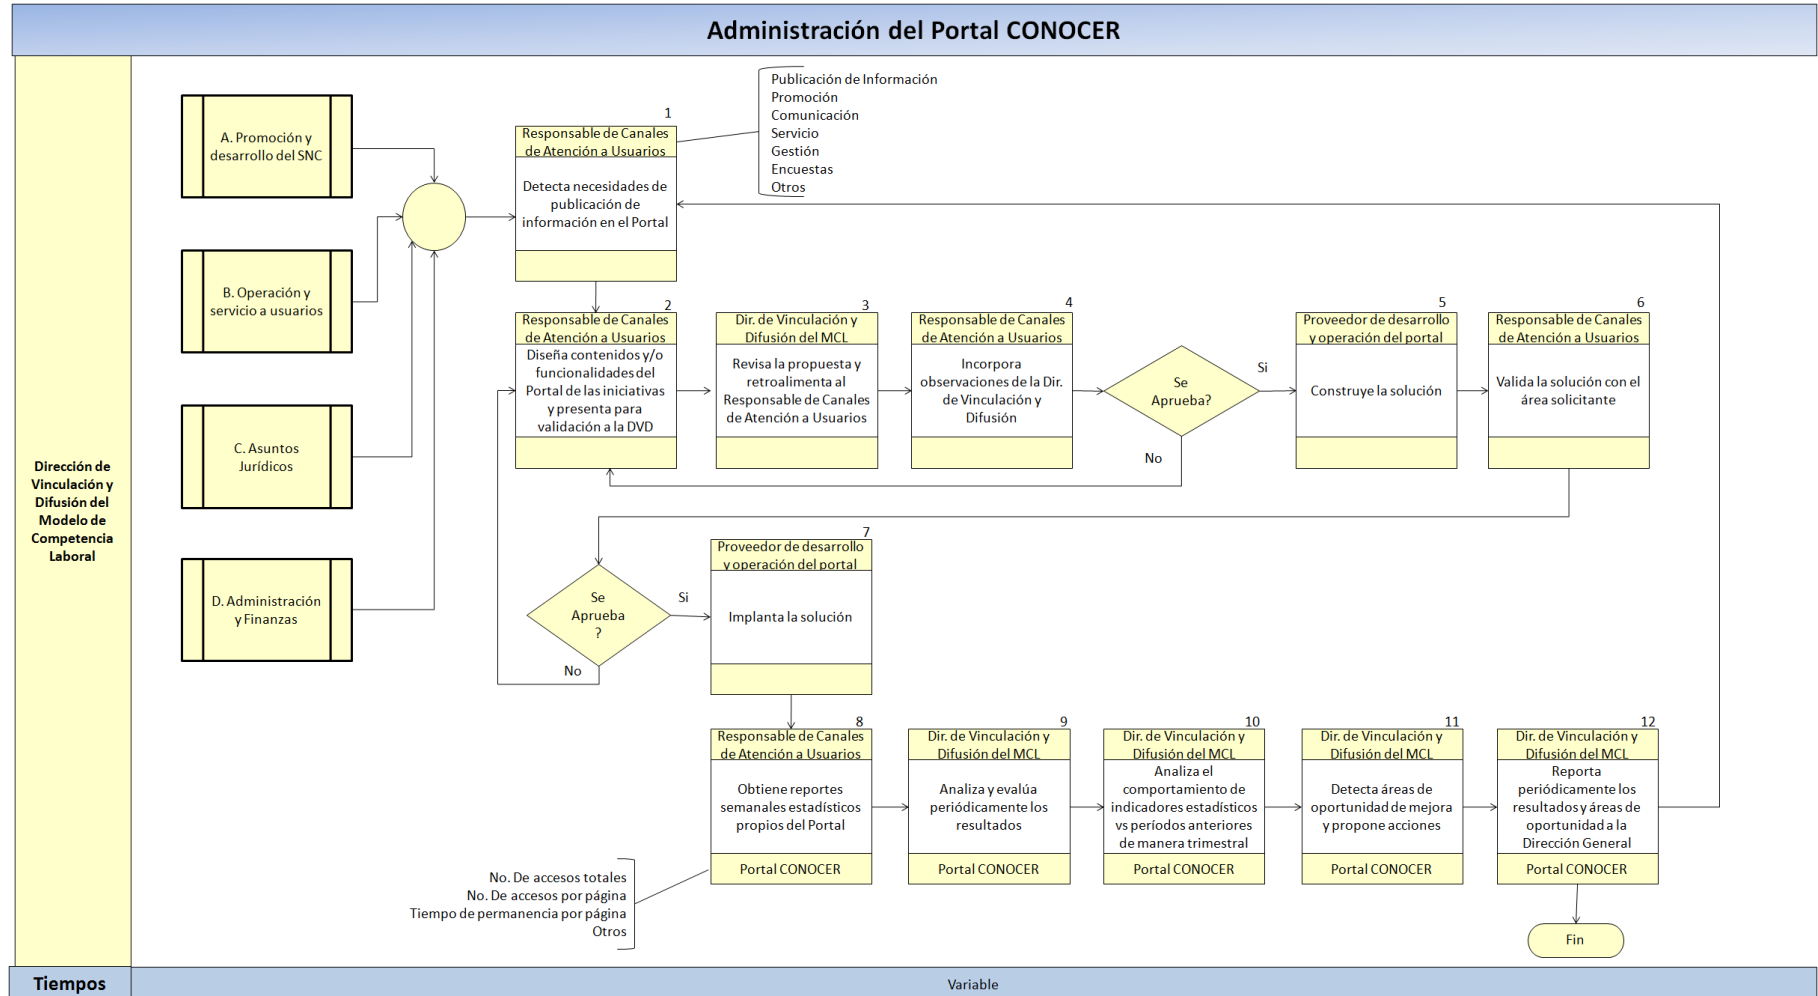 Administración del Portal CONOCER
Dirección de
Vinculación y
Difusión del
Modelo de
Competencia
Laboral
A. Promoción y
desarrollo del SNC
B. Operación y
servicio a usuarios
C. Asuntos
Jurídicos
D. Administración
y Finanzas
1
Responsable de Canales
de Atención a Usuarios
Detecta necesidades de
publicación de
información en el Portal
Publicación de Información
Promoción
Comunicación
Servicio
Gestión
Encuestas
Otros
2
Responsable de Canales
de Atención a Usuarios
Diseña contenidos y/o
funcionalidades del
Portal de las iniciativas
y presenta para
validación a la DVD
3
Dir. de Vinculación y
Difusión del MCL
Revisa la propuesta y
retroalimenta al
Responsable de Canales
de Atención a Usuarios
4
Responsable de Canales
de Atención a Usuarios
Incorpora
observaciones de la Dir.
de Vinculación y
Difusión
Se
Aprueba?
Si
No
5
Proveedor de desarrollo
y operación del portal
Construye la solución
6
Responsable de Canales
de Atención a Usuarios
Valida la solución con el
área solicitante
Se
Aprueba
?
Si
No
7
Proveedor de desarrollo
y operación del portal
Implanta la solución
8
Responsable de Canales
de Atención a Usuarios
Obtiene reportes
semanales estadísticos
propios del Portal
Portal CONOCER
No. De accesos totales
No. De accesos por página
Tiempo de permanencia por página
Otros
9
Dir. de Vinculación y
Difusión del MCL
Analiza y evalúa
periódicamente los
resultados
Portal CONOCER
10
Dir. de Vinculación y
Difusión del MCL
Analiza el
comportamiento de
indicadores estadísticos
vs períodos anteriores
de manera trimestral
Portal CONOCER
11
Dir. de Vinculación y
Difusión del MCL
Detecta áreas de
oportunidad de mejora
y propone acciones
Portal CONOCER
12
Dir. de Vinculación y
Difusión del MCL
Reporta
periódicamente los
resultados y áreas de
oportunidad a la
Dirección General
Portal CONOCER
Fin
Tiempos
Variable